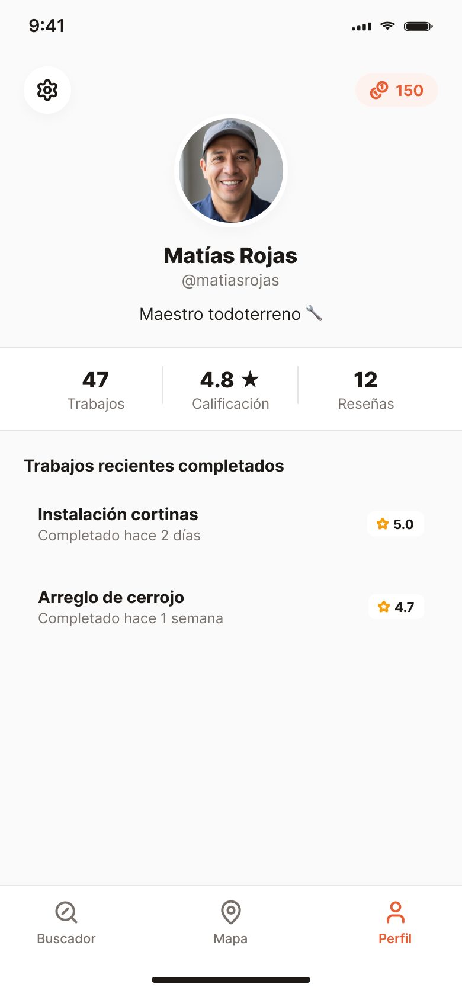 9:41
150
Matías Rojas
@matiasrojas
Maestro todoterreno 🔧
47
Trabajos
4.8 ★
Calificación
12
Reseñas
Trabajos recientes completados
Instalación cortinas
Completado hace 2 días
5.0
Arreglo de cerrojo
Completado hace 1 semana
4.7
Buscador
Mapa
Perfil